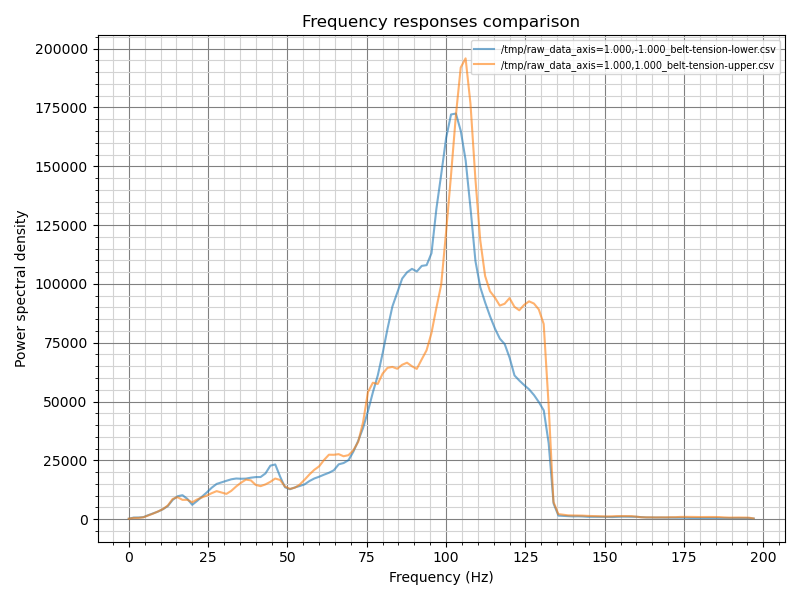 Frequency responses comparison
/tmp/raw_data_axis=1.000,-1.000_belt-tension-lower.csv
/tmp/raw_data_axis=1.000,1.000_belt-tension-upper.csv
200000
175000
150000
125000
100000
75000
50000
25000
0
Power spectral density
0 25 50 75 100 125 150 175 200
Frequency (Hz)